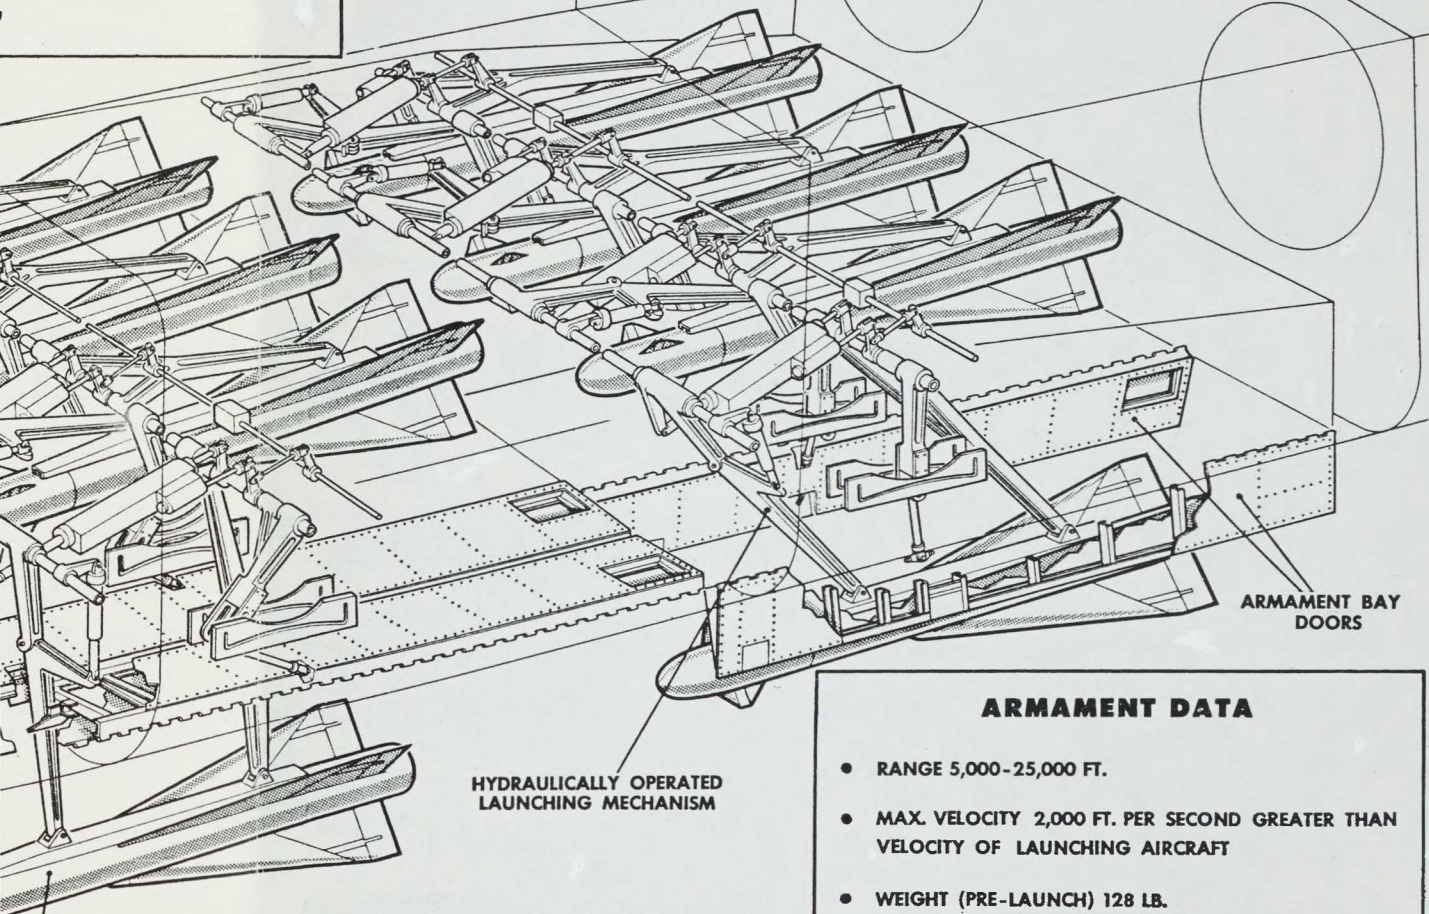 ARMAMENT BAY
DOORS
HYDRAULICALLY OPERATED
LAUNCHING MECHANISM
ARMAMENT DATA
● RANGE 5,000-25,000 FT.
● MAX. VELOCITY 2,000 FT. PER SECOND GREATER THAN
VELOCITY OF LAUNCHING AIRCRAFT
● WEIGHT (PRE-LAUNCH) 128 LB.